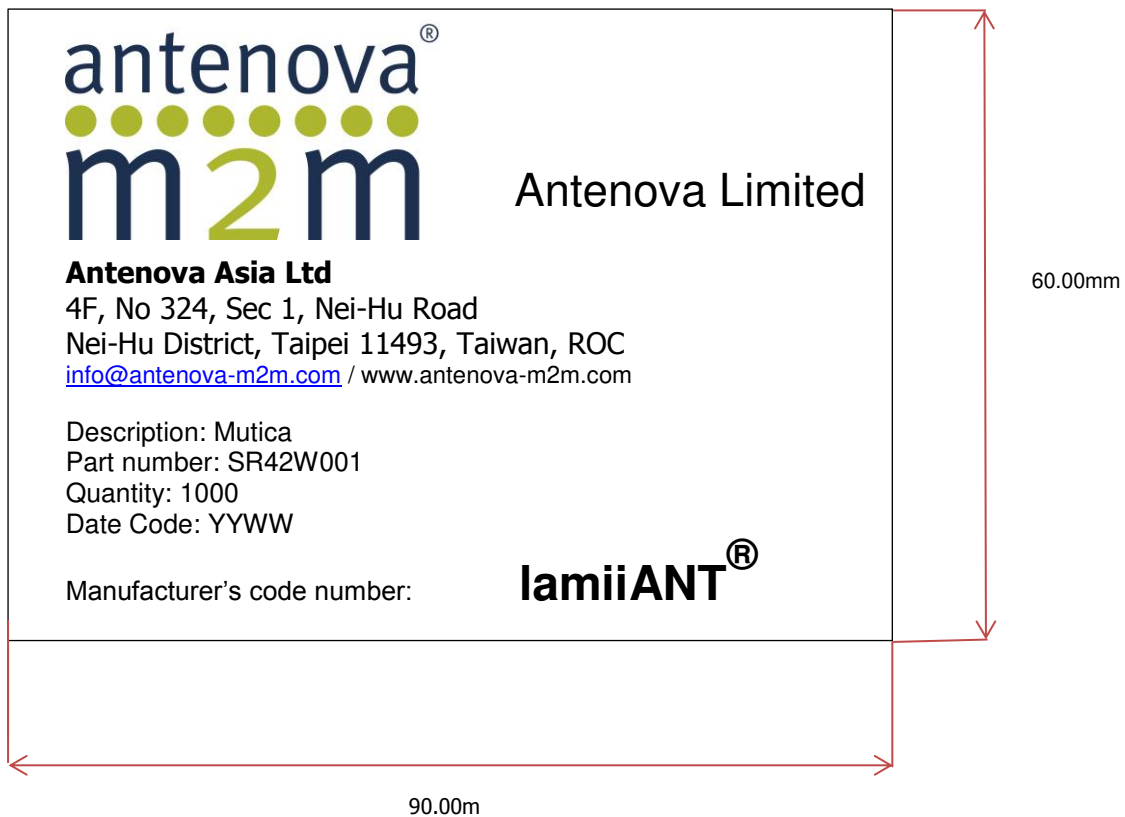 antenova®
m2m
Antenova Limited
Antenova Asia Ltd
4F, No 324, Sec 1, Nei-Hu Road
Nei-Hu District, Taipei 11493, Taiwan, ROC
info@antenova-m2m.com / www.antenova-m2m.com
Description: Mutica
Part number: SR42W001
Quantity: 1000
Date Code: YYWW
Manufacturer’s code number: lamiiANT®
60.00mm
90.00m